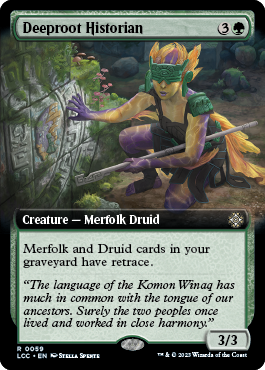 Deeproot Historian 3
Creature — Merfolk Druid
Merfolk and Druid cards in your
graveyard have retrace.
“The language of the Komon Winaq has
much in common with the tongue of our
ancestors. Surely the two peoples once
lived and worked in close harmony.”
3/3
R 0059
LCC • EN Stella Spente
™ & © 2023 Wizards of the Coast